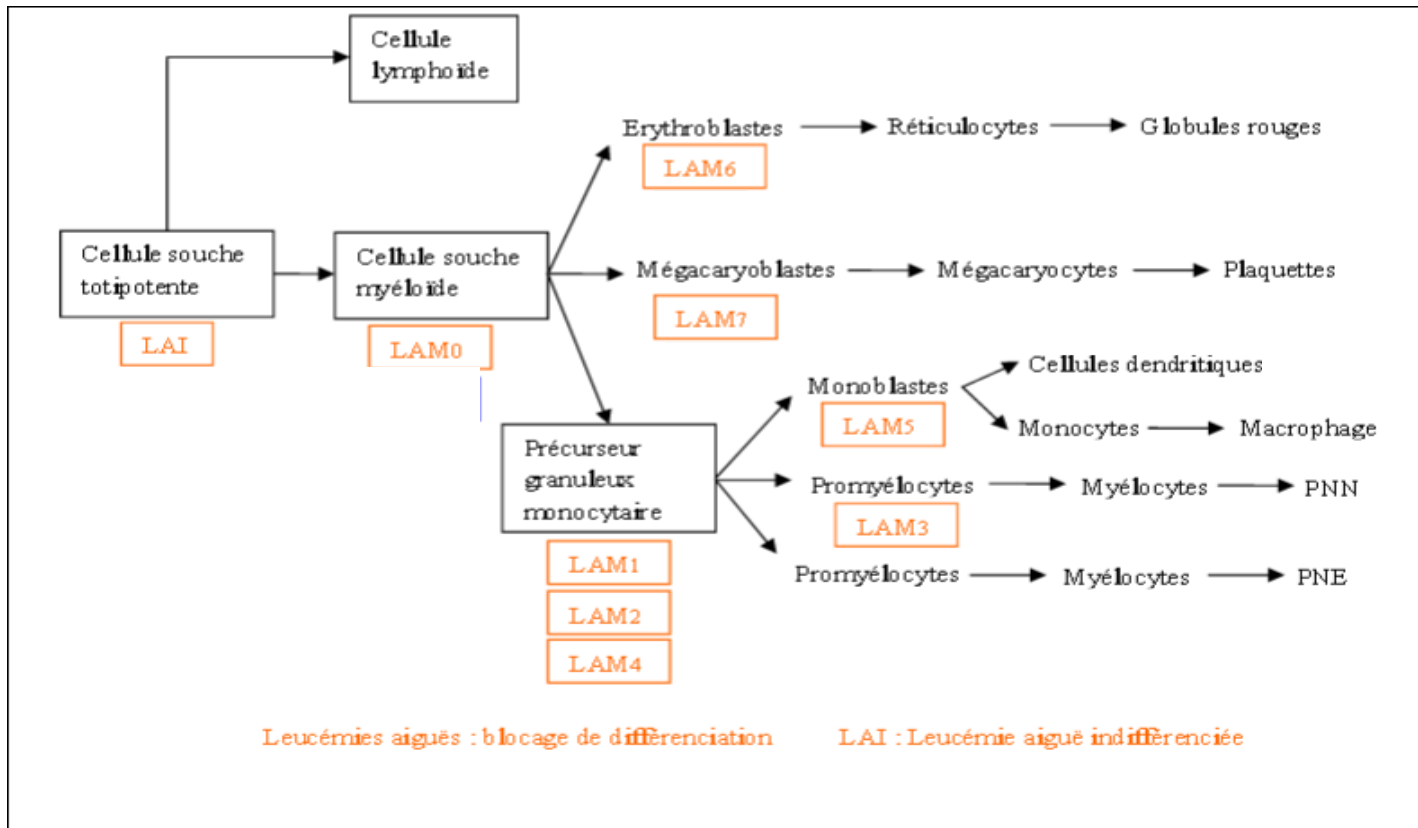 Cellule
lymphoïde
Erythroblastes
Réticulocytes
Globules rouges
LAM6
Cellule souche
totipotente
LAI
Cellule souche
myéloïde
LAM0
Mégacaryoblastes
Mégacaryocytes
Plaquettes
LAM7
Monoblastes
LAM5
Cellules dendritiques
Monocytes
Macrophage
Précurseur
granuleux
monocytaire
LAM1
LAM2
LAM4
Promyélocytes
Myélocytes
PNN
LAM3
Promyélocytes
Myélocytes
PNE
Leucémies aiguës : blocage de différenciation
LAI : Leucémie aiguë indifférenciée